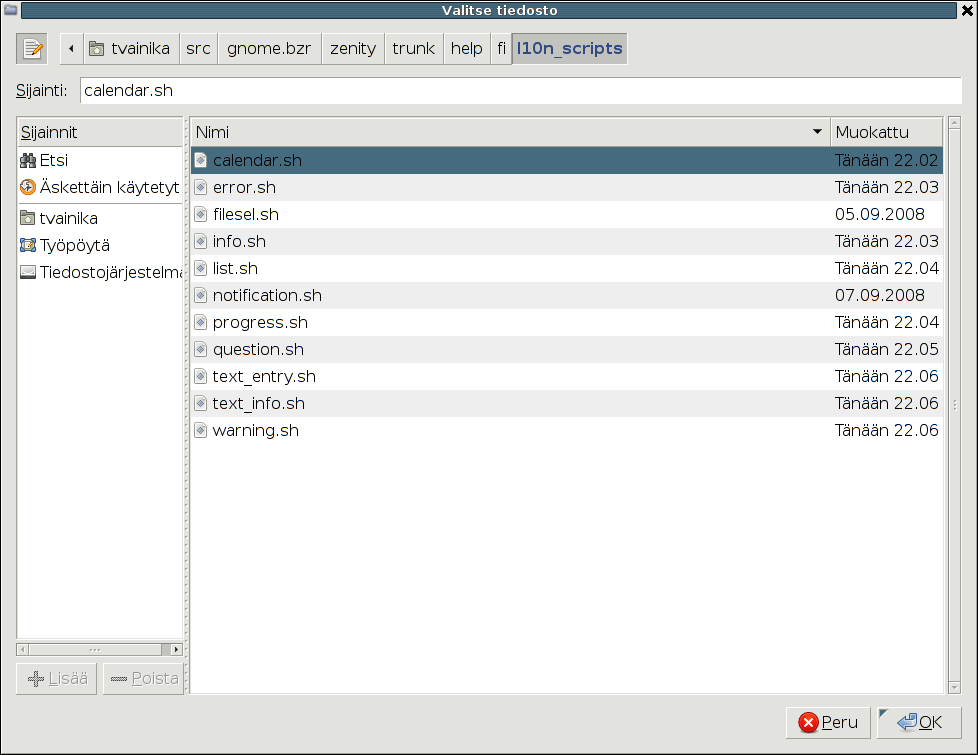 Valitse tiedosto
tvainika src gnome.bzr zenity trunk help fi l10n_scripts
Sijainti: calendar.sh
Sijainnit
Etsi
Äskettäin käytetyt
tvainika
Työpöytä
Tiedostojärjestelmä
Lisää Poista
Nimi Muokattu
calendar.sh Tänään 22.02
error.sh Tänään 22.03
filesel.sh 05.09.2008
info.sh Tänään 22.03
list.sh Tänään 22.04
notification.sh 07.09.2008
progress.sh Tänään 22.04
question.sh Tänään 22.05
text_entry.sh Tänään 22.06
text_info.sh Tänään 22.06
warning.sh Tänään 22.06
Peru OK